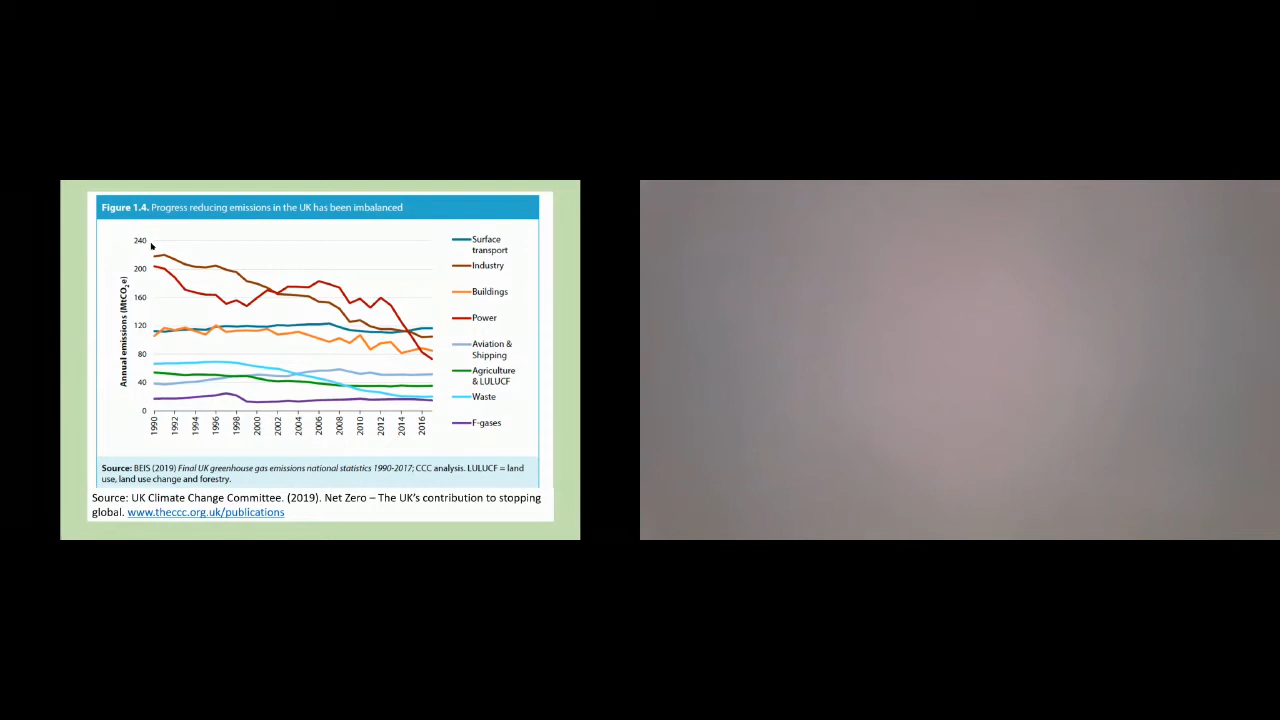 Figure 1.4. Progress reducing emissions in the UK has been imbalanced
240
200
160
120
80
40
0
Annual emissions (MtCO₂e)
1990
1992
1994
1996
1998
2000
2002
2004
2006
2008
2010
2012
2014
2016
Surface
transport
Industry
Buildings
Power
Aviation &
Shipping
Agriculture
& LULUCF
Waste
F-gases
Source: BEIS (2019) Final UK greenhouse gas emissions national statistics 1990-2017; CCC analysis. LULUCF = land
use, land use change and forestry.
Source: UK Climate Change Committee. (2019). Net Zero – The UK's contribution to stopping
global. www.theccc.org.uk/publications